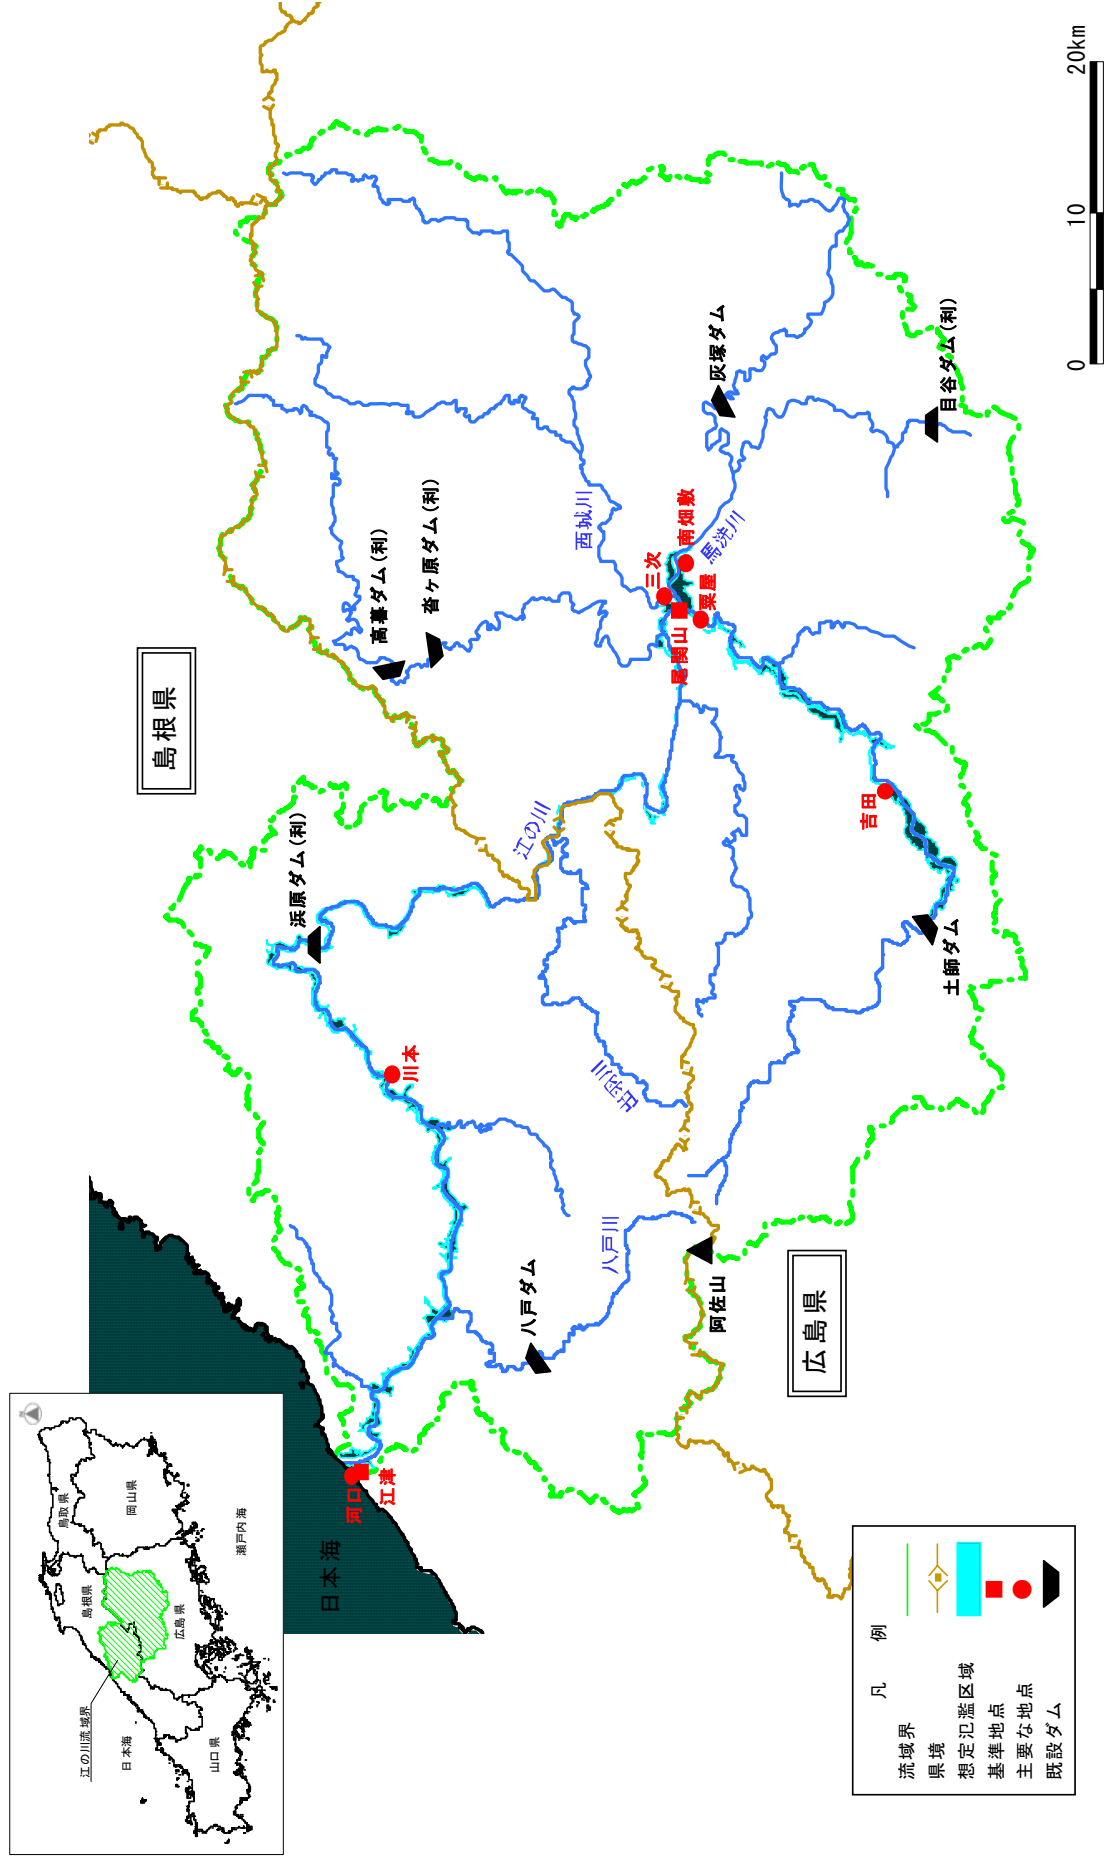 鳥取県
岡山県
島根県
広島県
瀬戸内海
江の川流域界
日本海
山口県
島根県
高暮ダム(利)
沓ヶ原ダム(利)
西城川
灰塚ダム
目谷ダム(利)
三次
南畑敷
馬洗川
粟屋
尾関山
浜原ダム(利)
江の川
吉田
土師ダム
川本
出羽川
八戸川
八戸ダム
阿佐山
広島県
河口
江津
日本海
凡例
流域界
県境
想定氾濫区域
基準地点
主要な地点
既設ダム
0 10 20km